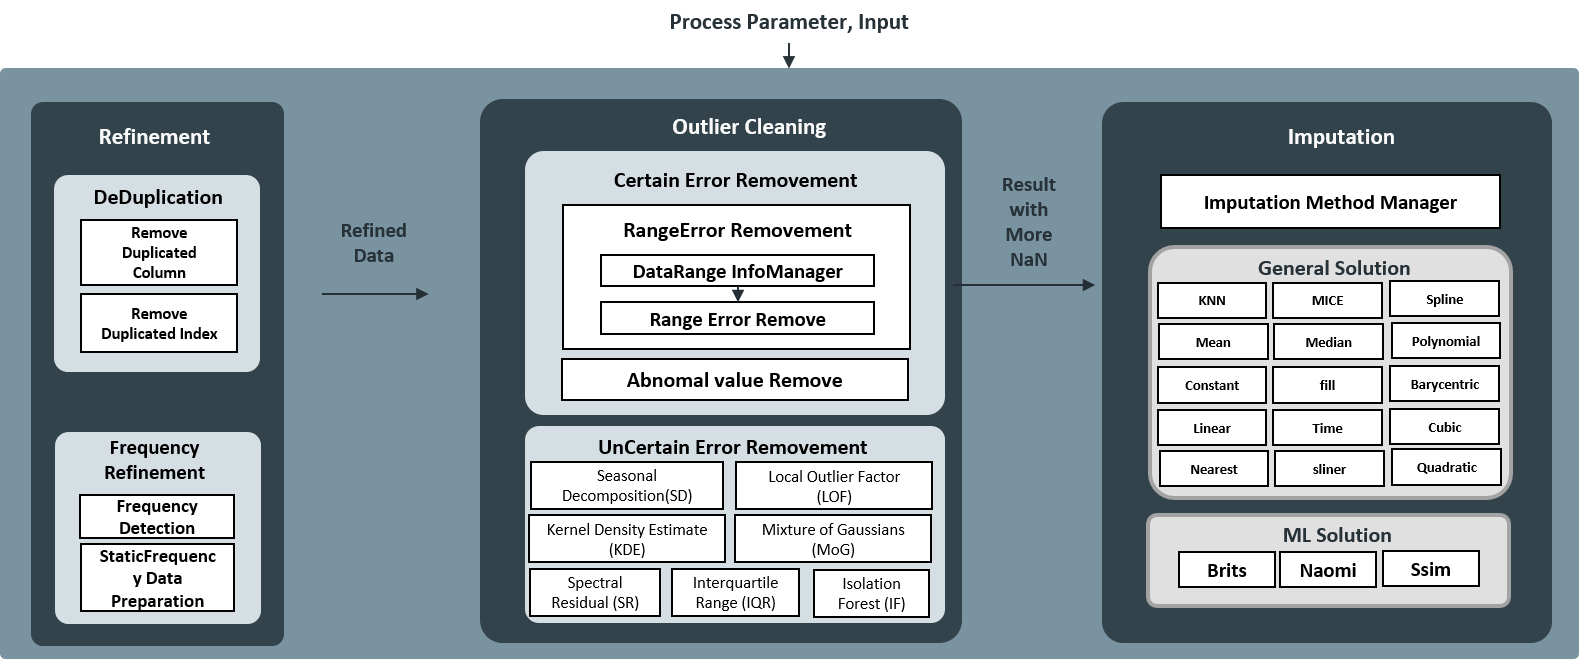 Process Parameter, Input
Refinement
DeDuplication
Remove
Duplicated
Column
Remove
Duplicated Index
Frequency
Refinement
Frequency
Detection
StaticFrequenc
y Data
Preparation
Refined
Data
Outlier Cleaning
Certain Error Removement
RangeError Removement
DataRange InfoManager
Range Error Remove
Abnomal value Remove
UnCertain Error Removement
Seasonal
Decomposition(SD)
Local Outlier Factor
(LOF)
Kernel Density Estimate
(KDE)
Mixture of Gaussians
(MoG)
Spectral
Residual (SR)
Interquartile
Range (IQR)
Isolation
Forest (IF)
Result
with
More
NaN
Imputation
Imputation Method Manager
General Solution
KNN
MICE
Spline
Mean
Median
Polynomial
Constant
fill
Barycentric
Linear
Time
Cubic
Nearest
sliner
Quadratic
ML Solution
Brits
Naomi
Ssim